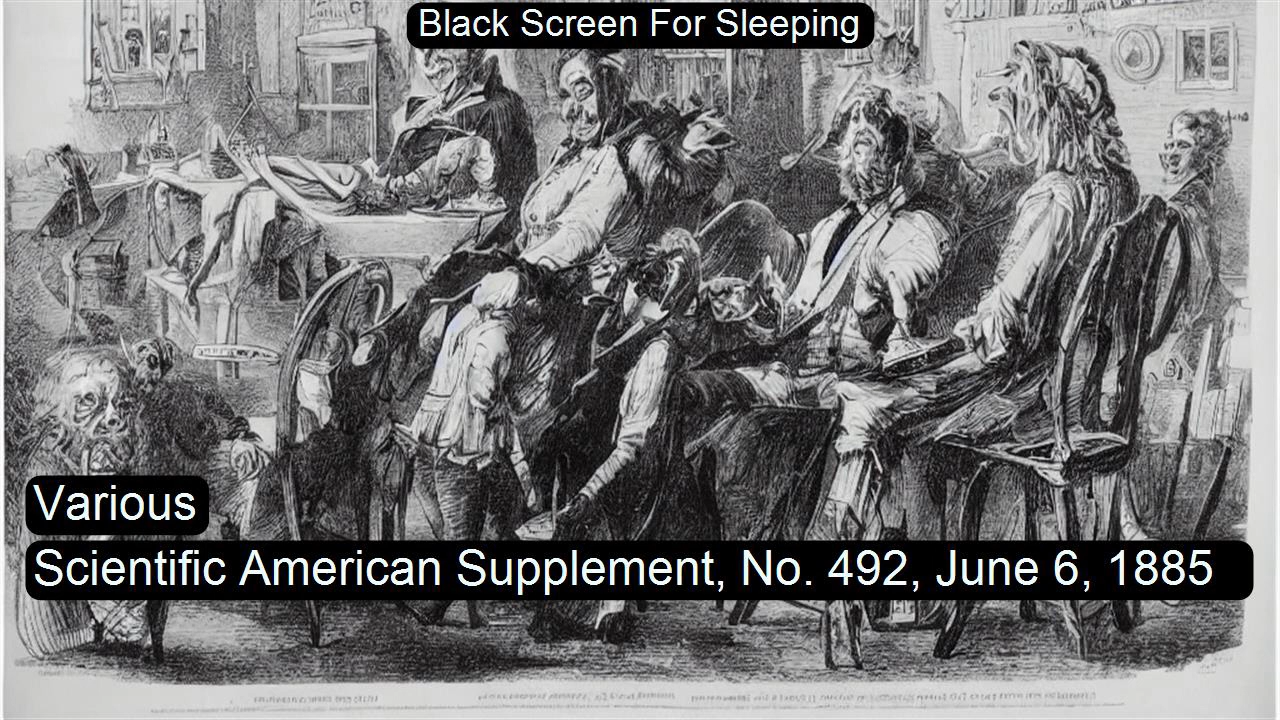 Black Screen For Sleeping
Various
Scientific American Supplement, No. 492, June 6, 1885